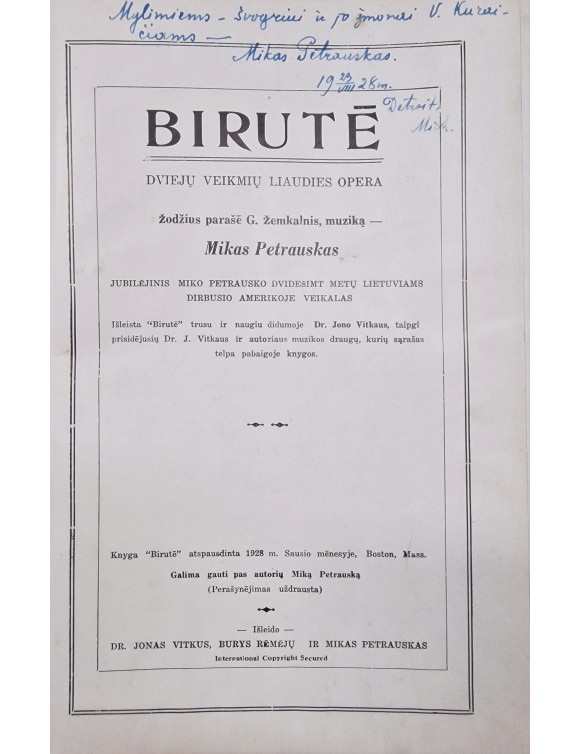 Mylimiems - švogeriui ir jo žmonai V. Kurai-
čiams —
Mikas Petrauskas.
19 29/VIII 28 m.
Detroit,
Mich.
BIRUTĖ
DVIEJŲ VEIKMIŲ LIAUDIES OPERA
Žodžius parašė G. Žemkalnis, muziką —
Mikas Petrauskas
JUBILĖJINIS MIKO PETRAUSKO DVIDEŠIMT METŲ LIETUVIAMS
DIRBUSIO AMERIKOJE VEIKALAS
Išleista "Birutė" trusu ir naugiu didumoje Dr. Jono Vitkaus, taipgi
prisidėjusių Dr. J. Vitkaus ir autoriaus muzikos draugų, kurių sąrašas
telpa pabaigoje knygos.
Knyga "Birutė" atspausdinta 1928 m. Sausio mėnesyje, Boston, Mass.
Galima gauti pas autorių Miką Petrauską
(Perašynėjimas uždrausta)
— Išleido —
DR. JONAS VITKUS, BURYS RĖMĖJŲ IR MIKAS PETRAUSKAS
International Copyright Secured